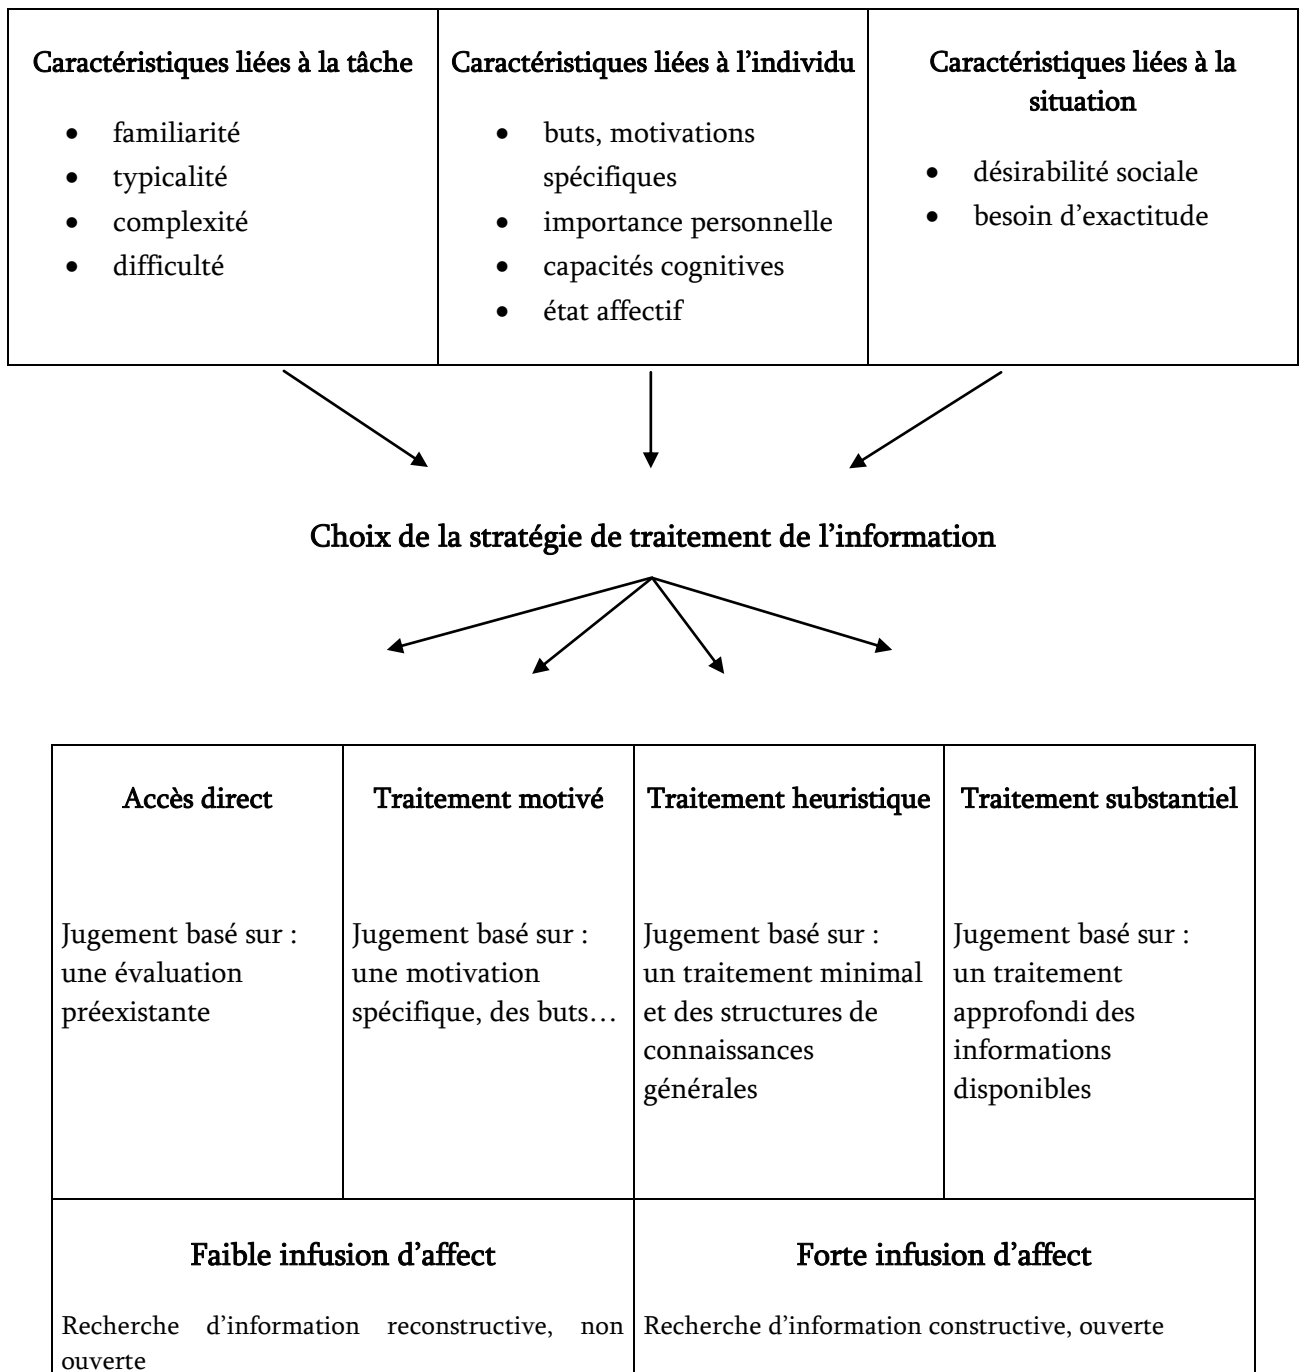 Caractéristiques liées à la tâche
• familiarité
• typicalité
• complexité
• difficulté
Caractéristiques liées à l’individu
• buts, motivations
spécifiques
• importance personnelle
• capacités cognitives
• état affectif
Caractéristiques liées à la
situation
• désirabilité sociale
• besoin d’exactitude
Choix de la stratégie de traitement de l’information
Accès direct
Jugement basé sur :
une évaluation
préexistante
Traitement motivé
Jugement basé sur :
une motivation
spécifique, des buts…
Traitement heuristique
Jugement basé sur :
un traitement minimal
et des structures de
connaissances
générales
Traitement substantiel
Jugement basé sur :
un traitement
approfondi des
informations
disponibles
Faible infusion d’affect
Recherche d’information reconstructive, non
ouverte
Forte infusion d’affect
Recherche d’information constructive, ouverte